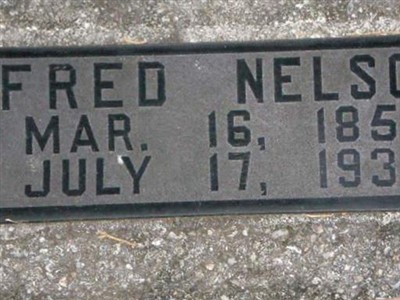 FRED NELSO
MAR. 16, 185
JULY 17, 193